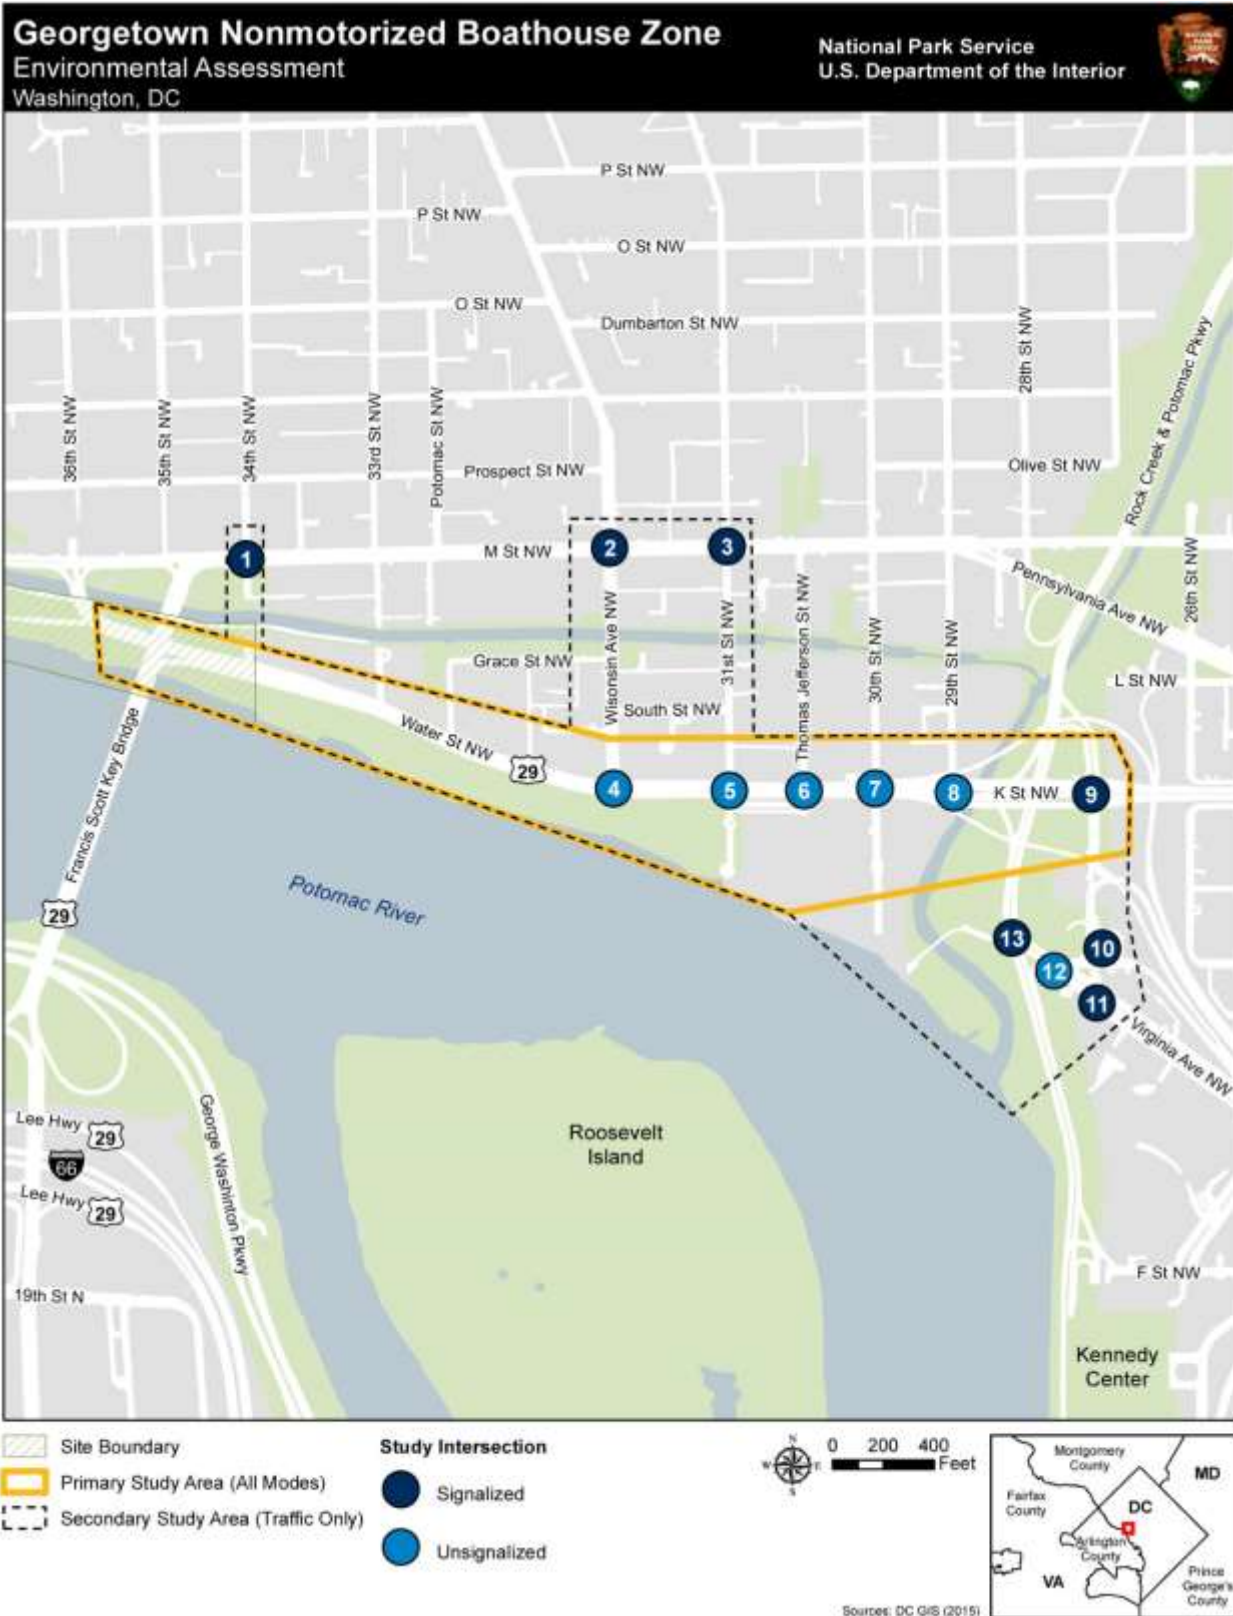 Georgetown Nonmotorized Boathouse Zone
Environmental Assessment
Washington, DC
National Park Service
U.S. Department of the Interior
NATIONAL
PARK
SERVICE
P St NW
P St NW
O St NW
O St NW
Dumbarton St NW
28th St NW
Rock Creek & Potomac Pkwy
36th St NW
35th St NW
34th St NW
33rd St NW
Potomac St NW
Prospect St NW
Olive St NW
1
M St NW
2
3
Pennsylvania Ave NW
26th St NW
Wisonsin Ave NW
31st St NW
Thomas Jefferson St NW
30th St NW
29th St NW
Grace St NW
L St NW
South St NW
Water St NW
29
Francis Scott Key Bridge
4
5
6
7
8
K St NW
9
Potomac River
29
13
10
12
11
Virginia Ave NW
George Washinton Pkwy
Lee Hwy
29
66
Lee Hwy
29
Roosevelt
Island
19th St N
F St NW
Kennedy
Center
Site Boundary
Primary Study Area (All Modes)
Secondary Study Area (Traffic Only)
Study Intersection
Signalized
Unsignalized
N
W
E
S
0 200 400
Feet
Montgomery
County
MD
Fairfax
County
DC
Arlington
County
VA
Prince
George's
County
Sources: DC GIS (2015)